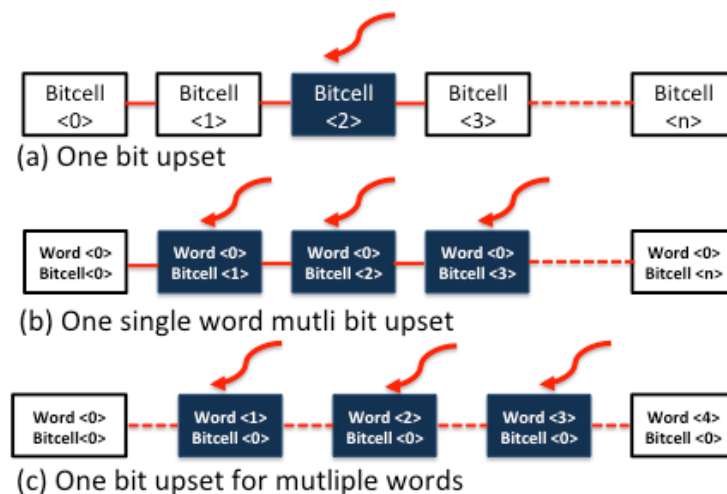 Bitcell Bitcell Bitcell Bitcell Bitcell
<0> <1> <2> <3> <n>
(a) One bit upset
Word <0> Word <0> Word <0> Word <0> Word <0>
Bitcell<0> Bitcell <1> Bitcell <2> Bitcell <3> Bitcell <n>
(b) One single word mutli bit upset
Word <0> Word <1> Word <2> Word <3> Word <4>
Bitcell<0> Bitcell <0> Bitcell <0> Bitcell <0> Bitcell <0>
(c) One bit upset for mutliple words